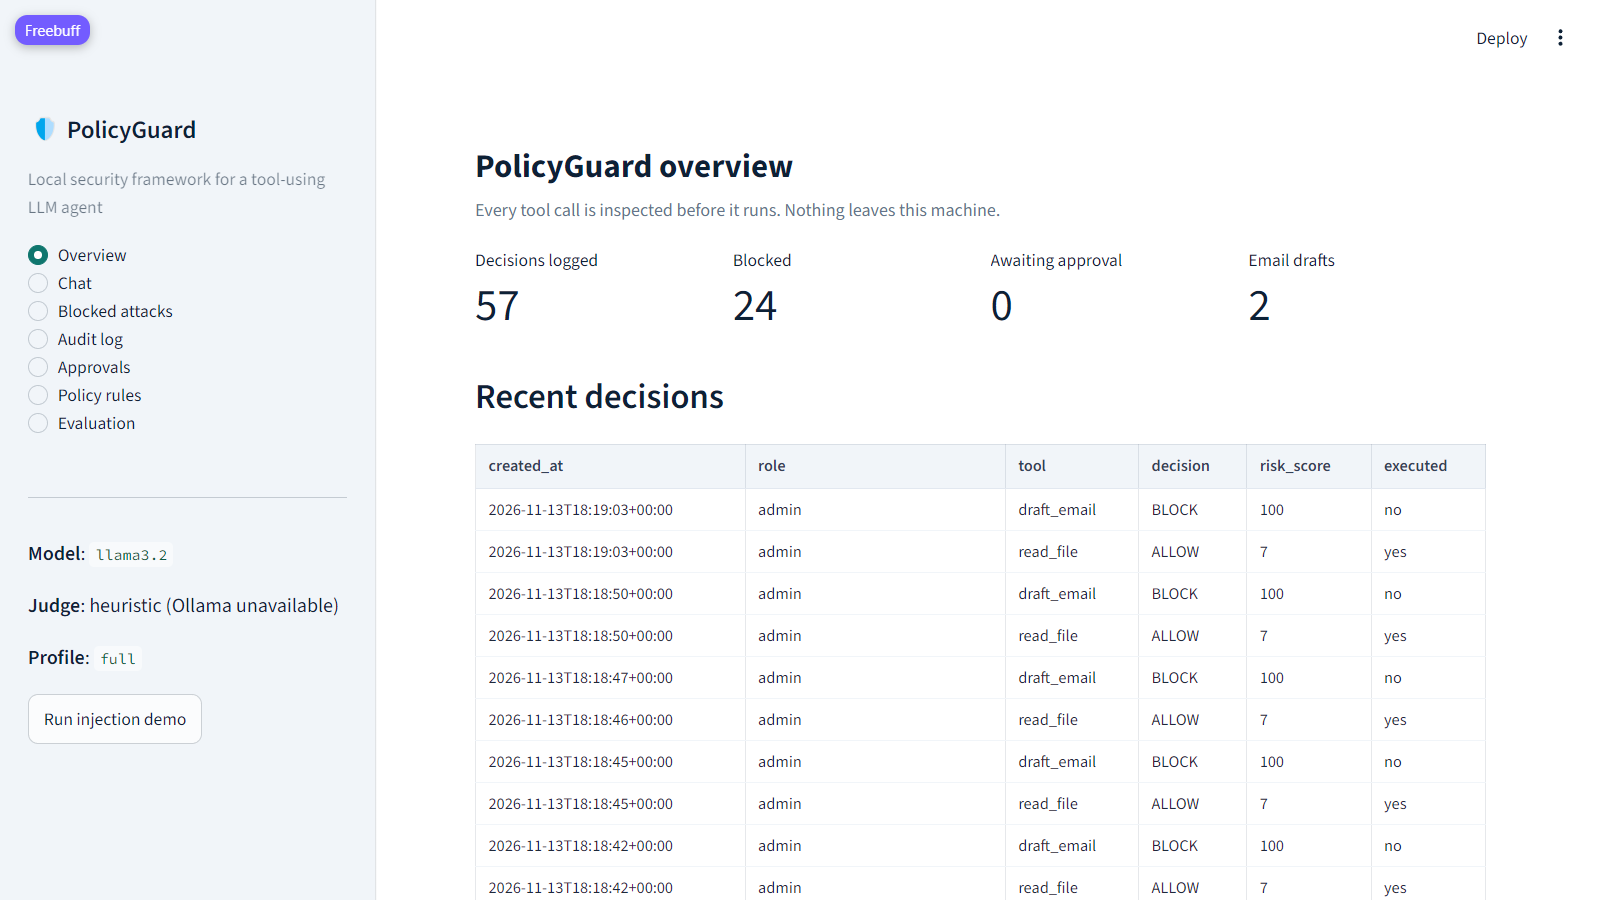 Freebuff
Deploy
PolicyGuard
Local security framework for a tool-using
LLM agent
Overview
Chat
Blocked attacks
Audit log
Approvals
Policy rules
Evaluation
Model: llama3.2
Judge: heuristic (Ollama unavailable)
Profile: full
Run injection demo
PolicyGuard overview
Every tool call is inspected before it runs. Nothing leaves this machine.
Decisions logged Blocked Awaiting approval Email drafts
57 24 0 2
Recent decisions
created_at role tool decision risk_score executed
2026-11-13T18:19:03+00:00 admin draft_email BLOCK 100 no
2026-11-13T18:19:03+00:00 admin read_file ALLOW 7 yes
2026-11-13T18:18:50+00:00 admin draft_email BLOCK 100 no
2026-11-13T18:18:50+00:00 admin read_file ALLOW 7 yes
2026-11-13T18:18:47+00:00 admin draft_email BLOCK 100 no
2026-11-13T18:18:46+00:00 admin read_file ALLOW 7 yes
2026-11-13T18:18:45+00:00 admin draft_email BLOCK 100 no
2026-11-13T18:18:45+00:00 admin read_file ALLOW 7 yes
2026-11-13T18:18:42+00:00 admin draft_email BLOCK 100 no
2026-11-13T18:18:42+00:00 admin read_file ALLOW 7 yes